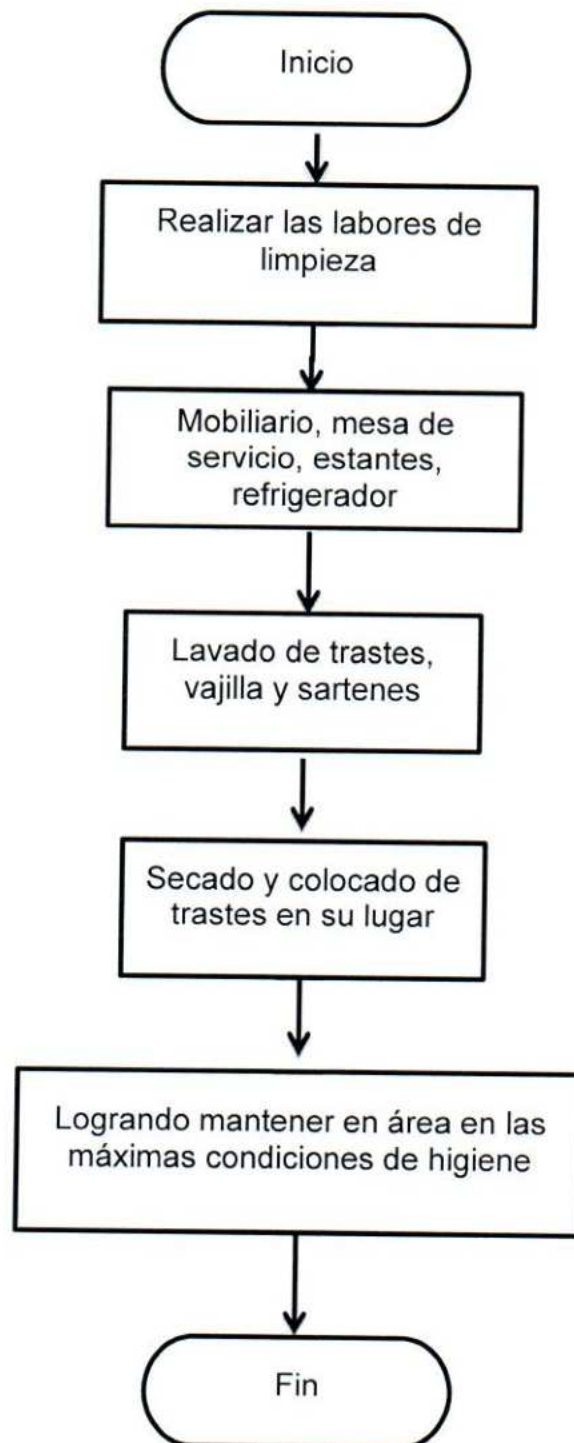 Inicio
Realizar las labores de
limpieza
Mobiliario, mesa de
servicio, estantes,
refrigerador
Lavado de trastes,
vajilla y sartenes
Secado y colocado de
trastes en su lugar
Logrando mantener en área en las
máximas condiciones de higiene
Fin